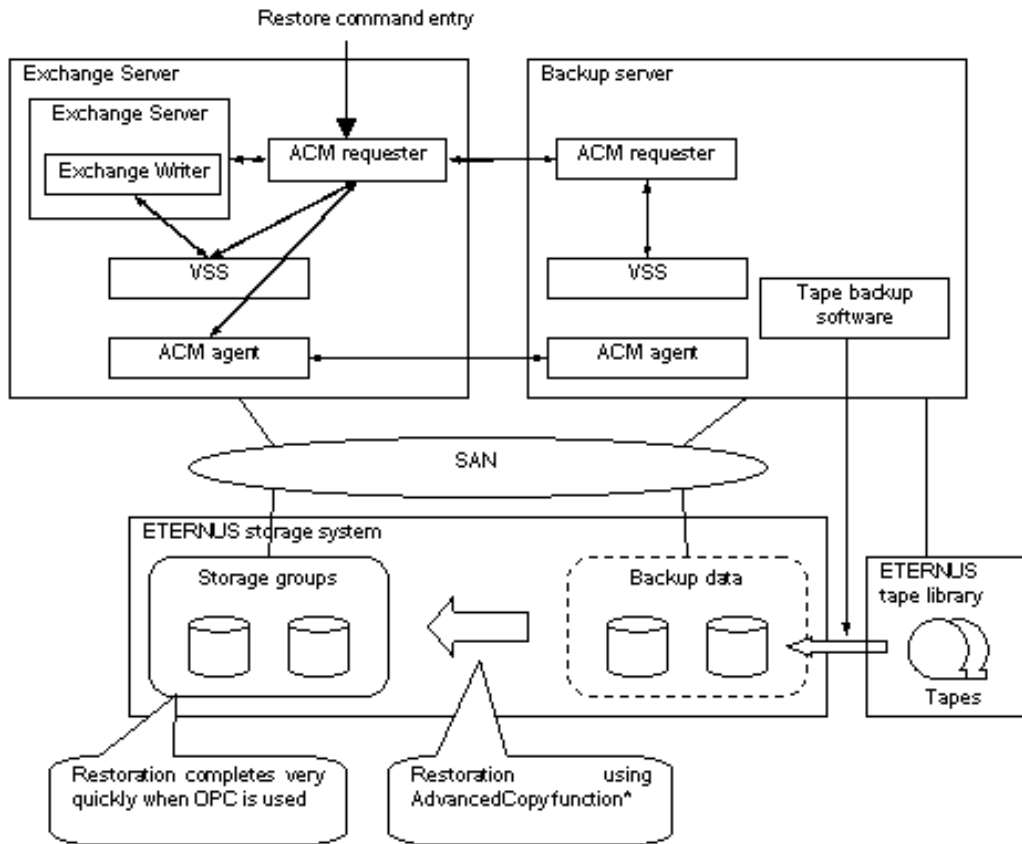 Restore command entry
Exchange Server
Backup server
Exchange Server
ACM requester
ACM requester
Exchange Writer
VSS
VSS
Tape backup
software
ACM agent
ACM agent
SAN
ETERNUS storage system
Storage groups
Backup data
ETERNUS
tape library
Tapes
Restoration completes very
quickly when OPC is used
Restoration using
AdvancedCopyfunction*